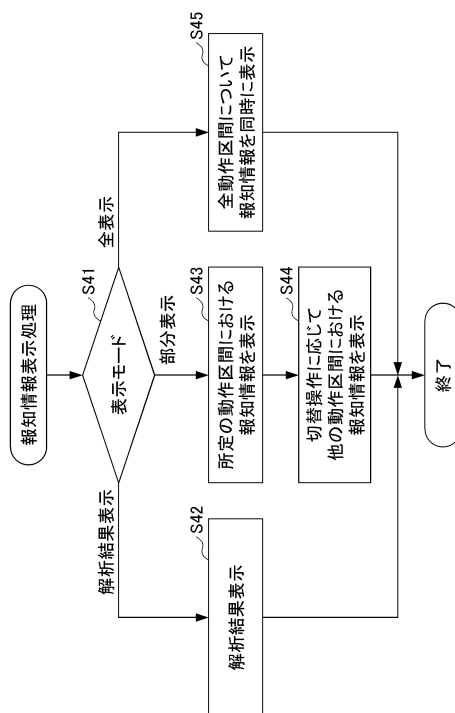 報知情報表示処理
S41
表示モード
解析結果表示
部分表示
全表示
S42
解析結果表示
S43
所定の動作区間における
報知情報を表示
S44
切替操作に応じて
他の動作区間における
報知情報を表示
S45
全動作区間について
報知情報を同時に表示
終了